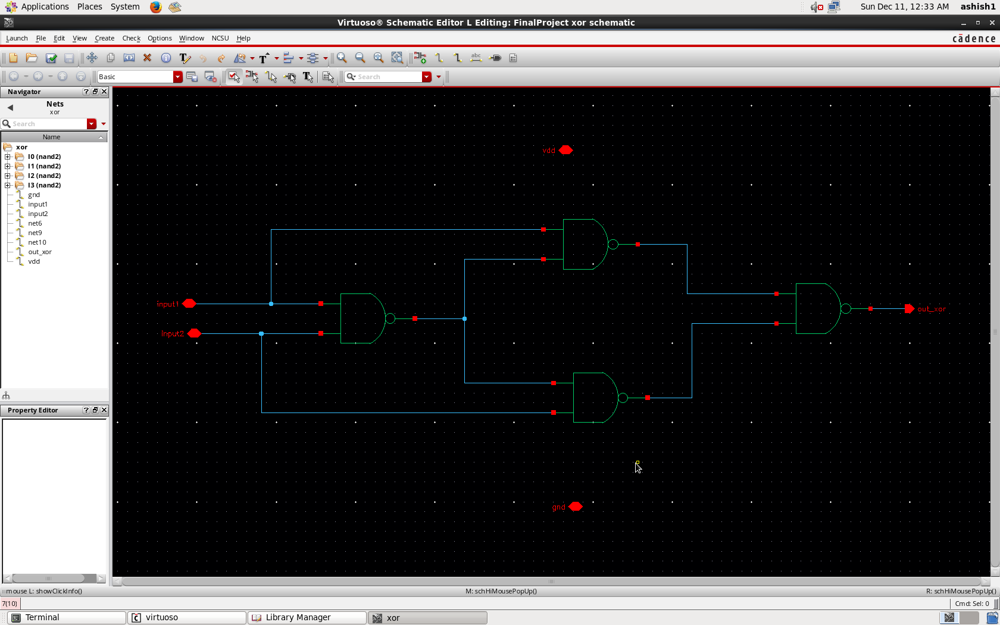 Applications Places System Sun Dec 11, 12:33 AM ashish1
Virtuoso® Schematic Editor L Editing: FinalProject xor schematic
Launch File Edit View Create Check Options Window NCSU Help cādence
abc
Basic Search
Navigator
Nets
xor
Search
Name
xor
I0 (nand2)
I1 (nand2)
I2 (nand2)
I3 (nand2)
gnd
input1
input2
net6
net9
net10
out_xor
vdd
Property Editor
vdd
input1
input2
out_xor
gnd
mouse L: showClickInfo() M: schHiMousePopUp() R: schHiMousePopUp()
7(10) Cmd: Sel: 0
Terminal virtuoso Library Manager xor